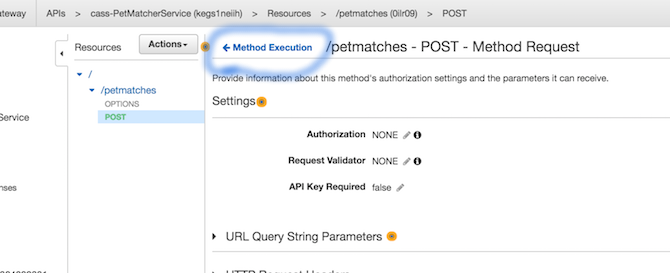 ateway APIs > cass-PetMatcherService (kegs1neiih) > Resources > /petmatches (0ilr09) > POST
Resources Actions
← Method Execution /petmatches - POST - Method Request
/
/petmatches
OPTIONS
POST
Provide information about this method's authorization settings and the parameters it can receive.
Settings
Authorization NONE
Request Validator NONE
API Key Required false
URL Query String Parameters
Service
nses